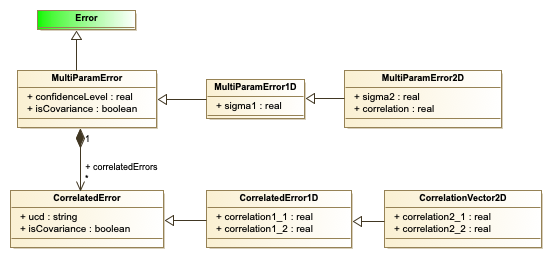 Error
MultiParamError
+ confidenceLevel : real
+ isCovariance : boolean
MultiParamError1D
+ sigma1 : real
MultiParamError2D
+ sigma2 : real
+ correlation : real
1
+ correlatedErrors
*
CorrelatedError
+ ucd : string
+ isCovariance : boolean
CorrelatedError1D
+ correlation1_1 : real
+ correlation1_2 : real
CorrelationVector2D
+ correlation2_1 : real
+ correlation2_2 : real